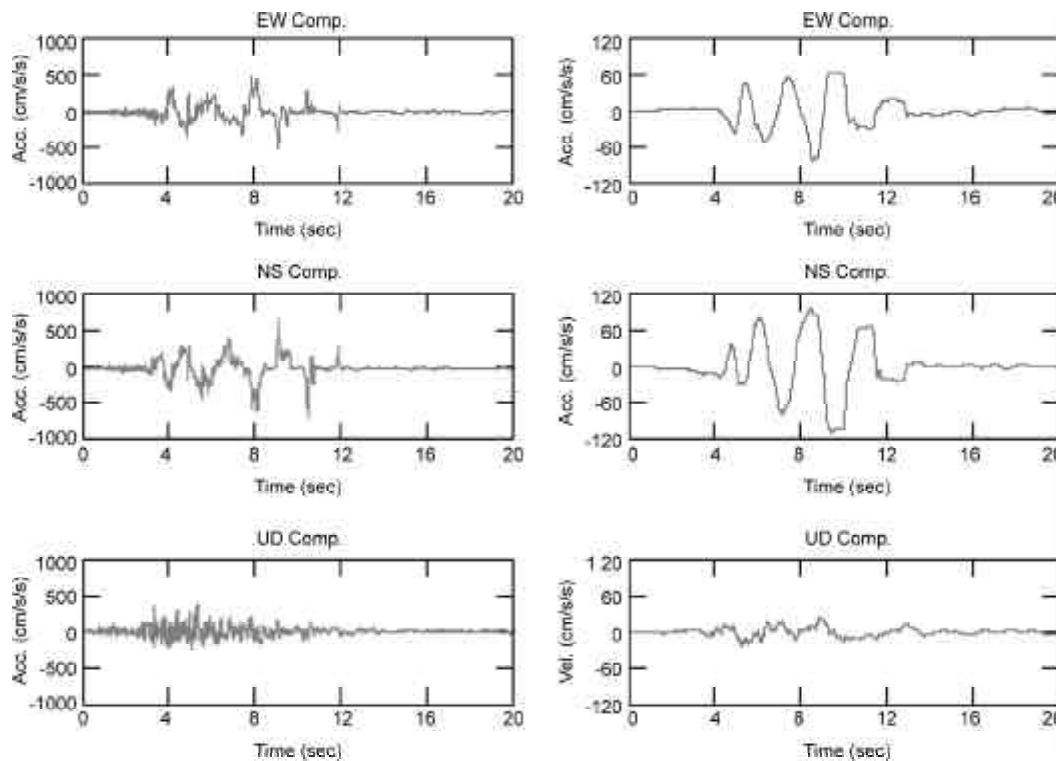 EW Comp.
1000
500
0
-500
-1000
Acc. (cm/s/s)
0 4 8 12 16 20
Time (sec)
EW Comp.
120
60
0
-60
-120
Acc. (cm/s/s)
0 4 8 12 16 20
Time (sec)
NS Comp.
1000
500
0
-500
-1000
Acc. (cm/s/s)
0 4 8 12 16 20
Time (sec)
NS Comp.
120
60
0
-60
-120
Acc. (cm/s/s)
0 4 8 12 16 20
Time (sec)
UD Comp.
1000
500
0
-500
-1000
Acc. (cm/s/s)
0 4 8 12 16 20
Time (sec)
UD Comp.
120
60
0
-60
-120
Vel. (cm/s/s)
0 4 8 12 16 20
Time (sec)